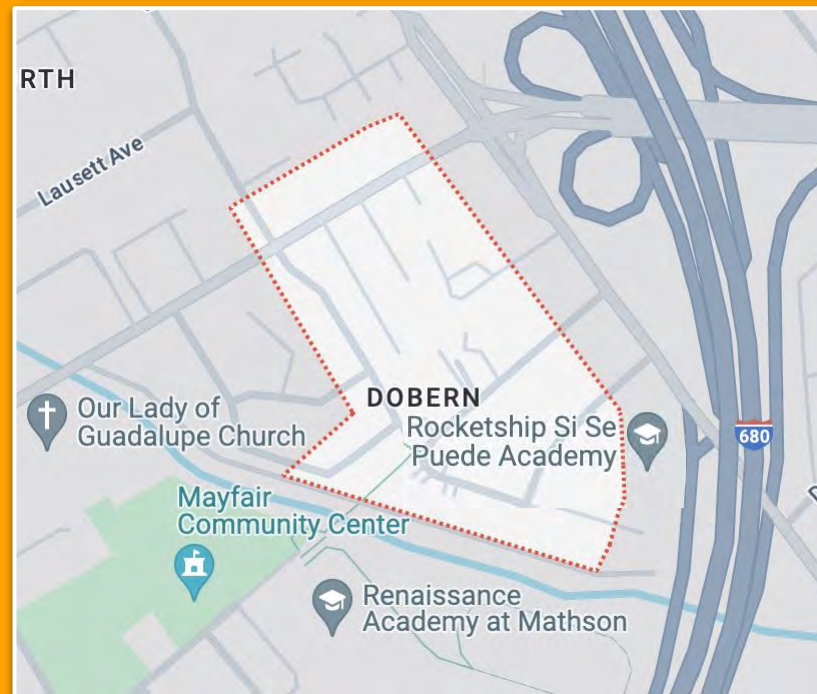 RTH
Lausett Ave
DOBERN
Our Lady of
Guadalupe Church
Rocketship Si Se
Puede Academy
680
Mayfair
Community Center
Renaissance
Academy at Mathson